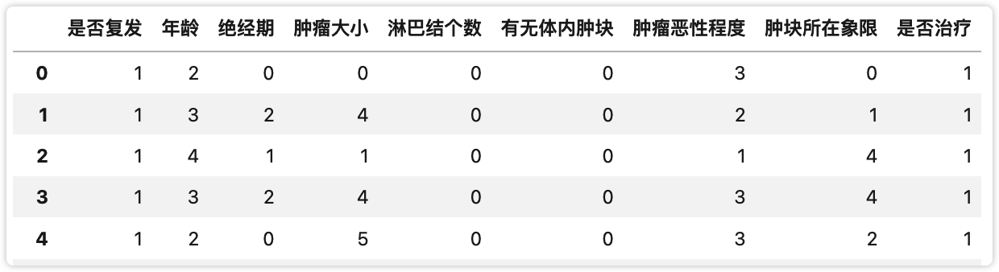 是否复发 年龄 绝经期 肿瘤大小 淋巴结个数 有无体内肿块 肿瘤恶性程度 肿块所在象限 是否治疗
0 1 2 0 0 0 0 3 0 1
1 1 3 2 4 0 0 2 1 1
2 1 4 1 1 0 0 1 4 1
3 1 3 2 4 0 0 3 4 1
4 1 2 0 5 0 0 3 2 1